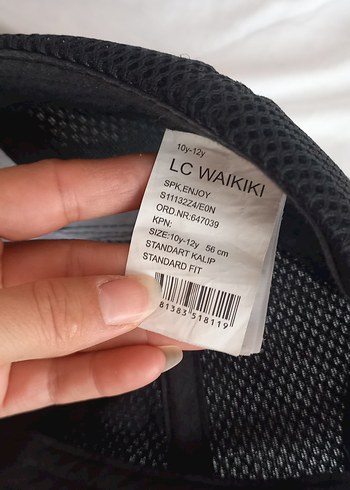 10y-12y
LC WAIKIKI
SPK,ENJOY
S11132Z4/E0N
ORD.NR:647039
KPN:
SIZE:10y-12y 56 cm
STANDART KALIP
STANDARD FIT
81383 518119